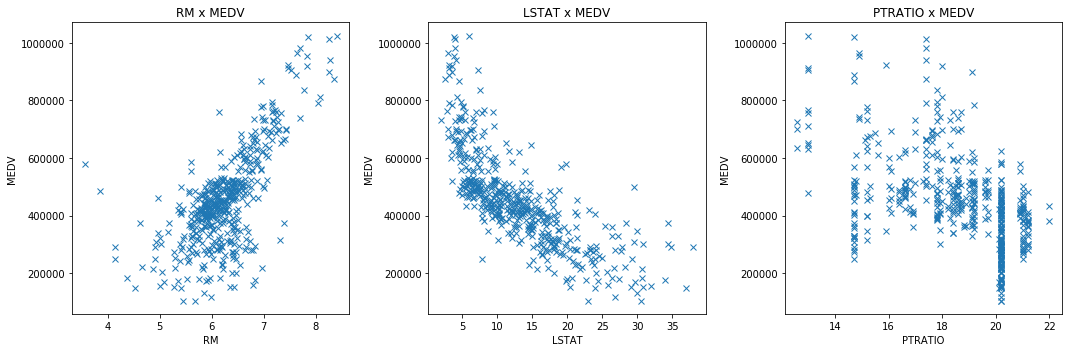 RM x MEDV
1000000
800000
600000
400000
200000
MEDV
4 5 6 7 8
RM
LSTAT x MEDV
1000000
800000
600000
400000
200000
MEDV
5 10 15 20 25 30 35
LSTAT
PTRATIO x MEDV
1000000
800000
600000
400000
200000
MEDV
14 16 18 20 22
PTRATIO